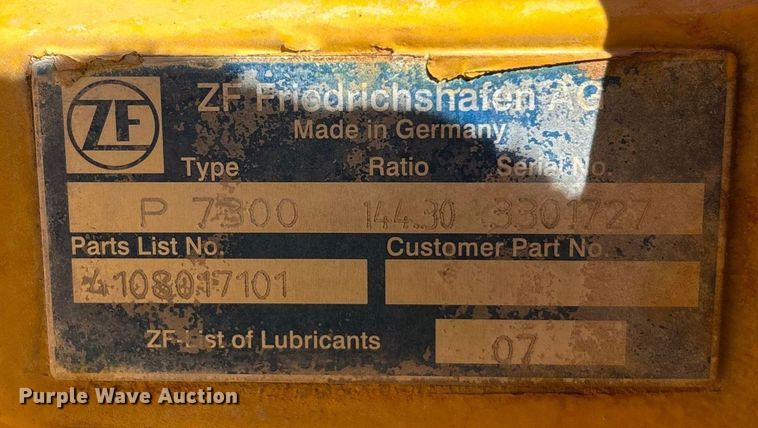 ZF
ZF Friedrichshafen AG
Made in Germany
Type Ratio Serial No.
P 7300 144.30 3301727
Parts List No. Customer Part No.
4108017101
ZF-List of Lubricants 07
Purple Wave Auction